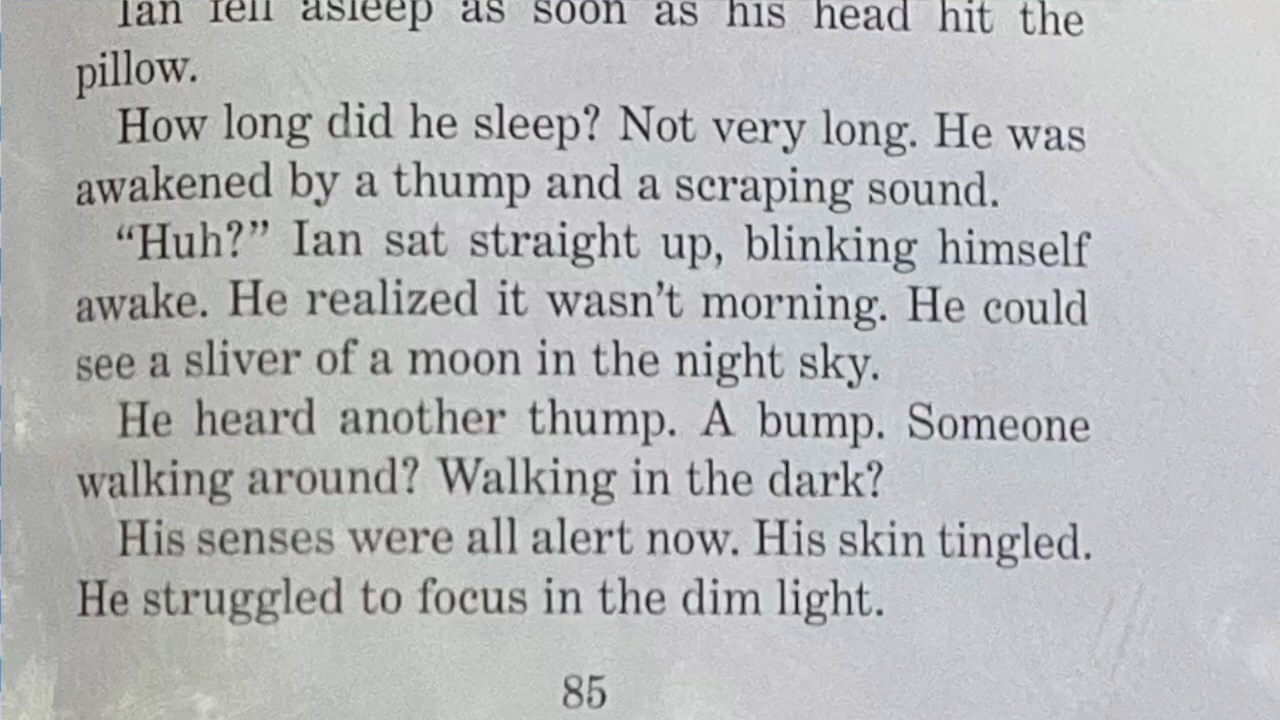 Ian fell asleep as soon as his head hit the
pillow.
How long did he sleep? Not very long. He was
awakened by a thump and a scraping sound.
“Huh?” Ian sat straight up, blinking himself
awake. He realized it wasn’t morning. He could
see a sliver of a moon in the night sky.
He heard another thump. A bump. Someone
walking around? Walking in the dark?
His senses were all alert now. His skin tingled.
He struggled to focus in the dim light.
85